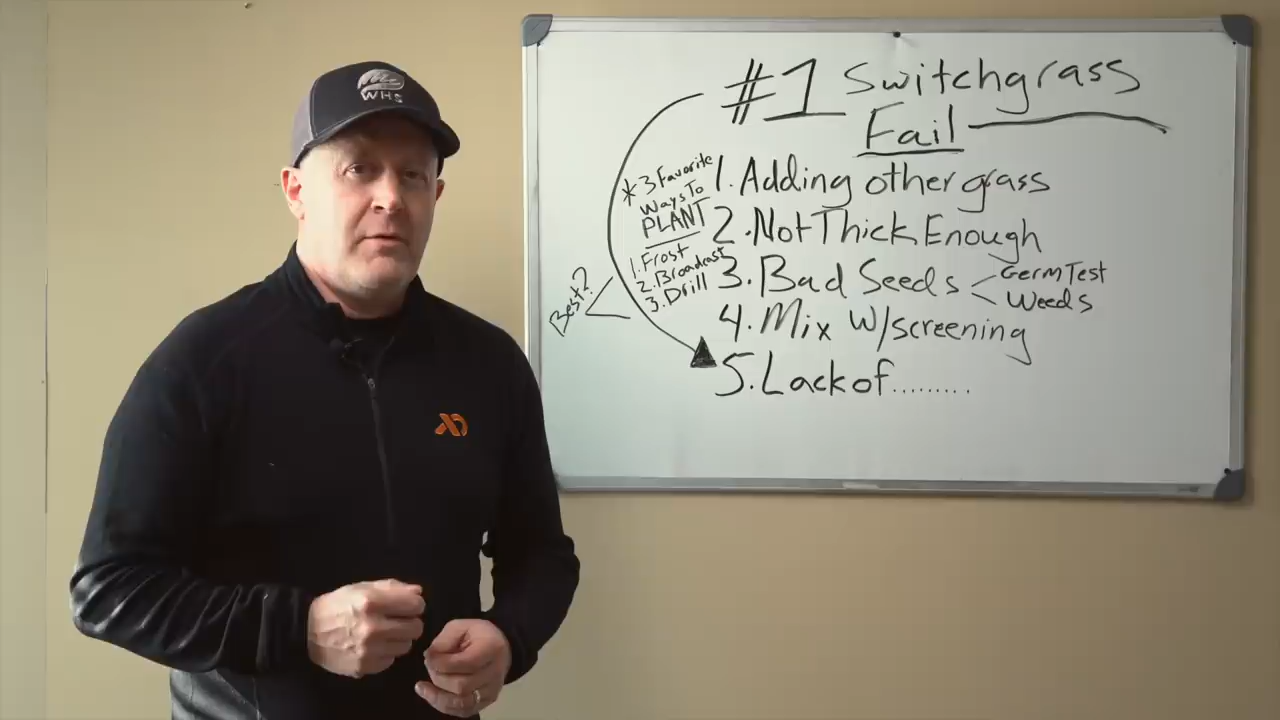 WHS
#1 Switchgrass
Fail
1. Adding other grass
2. Not Thick Enough
3. Bad Seeds
Germ Test
Weeds
4. Mix w/screening
5. Lack of.........
*3 Favorite
Ways To
PLANT
1. Frost
2. Broadcast
3. Drill
Best?